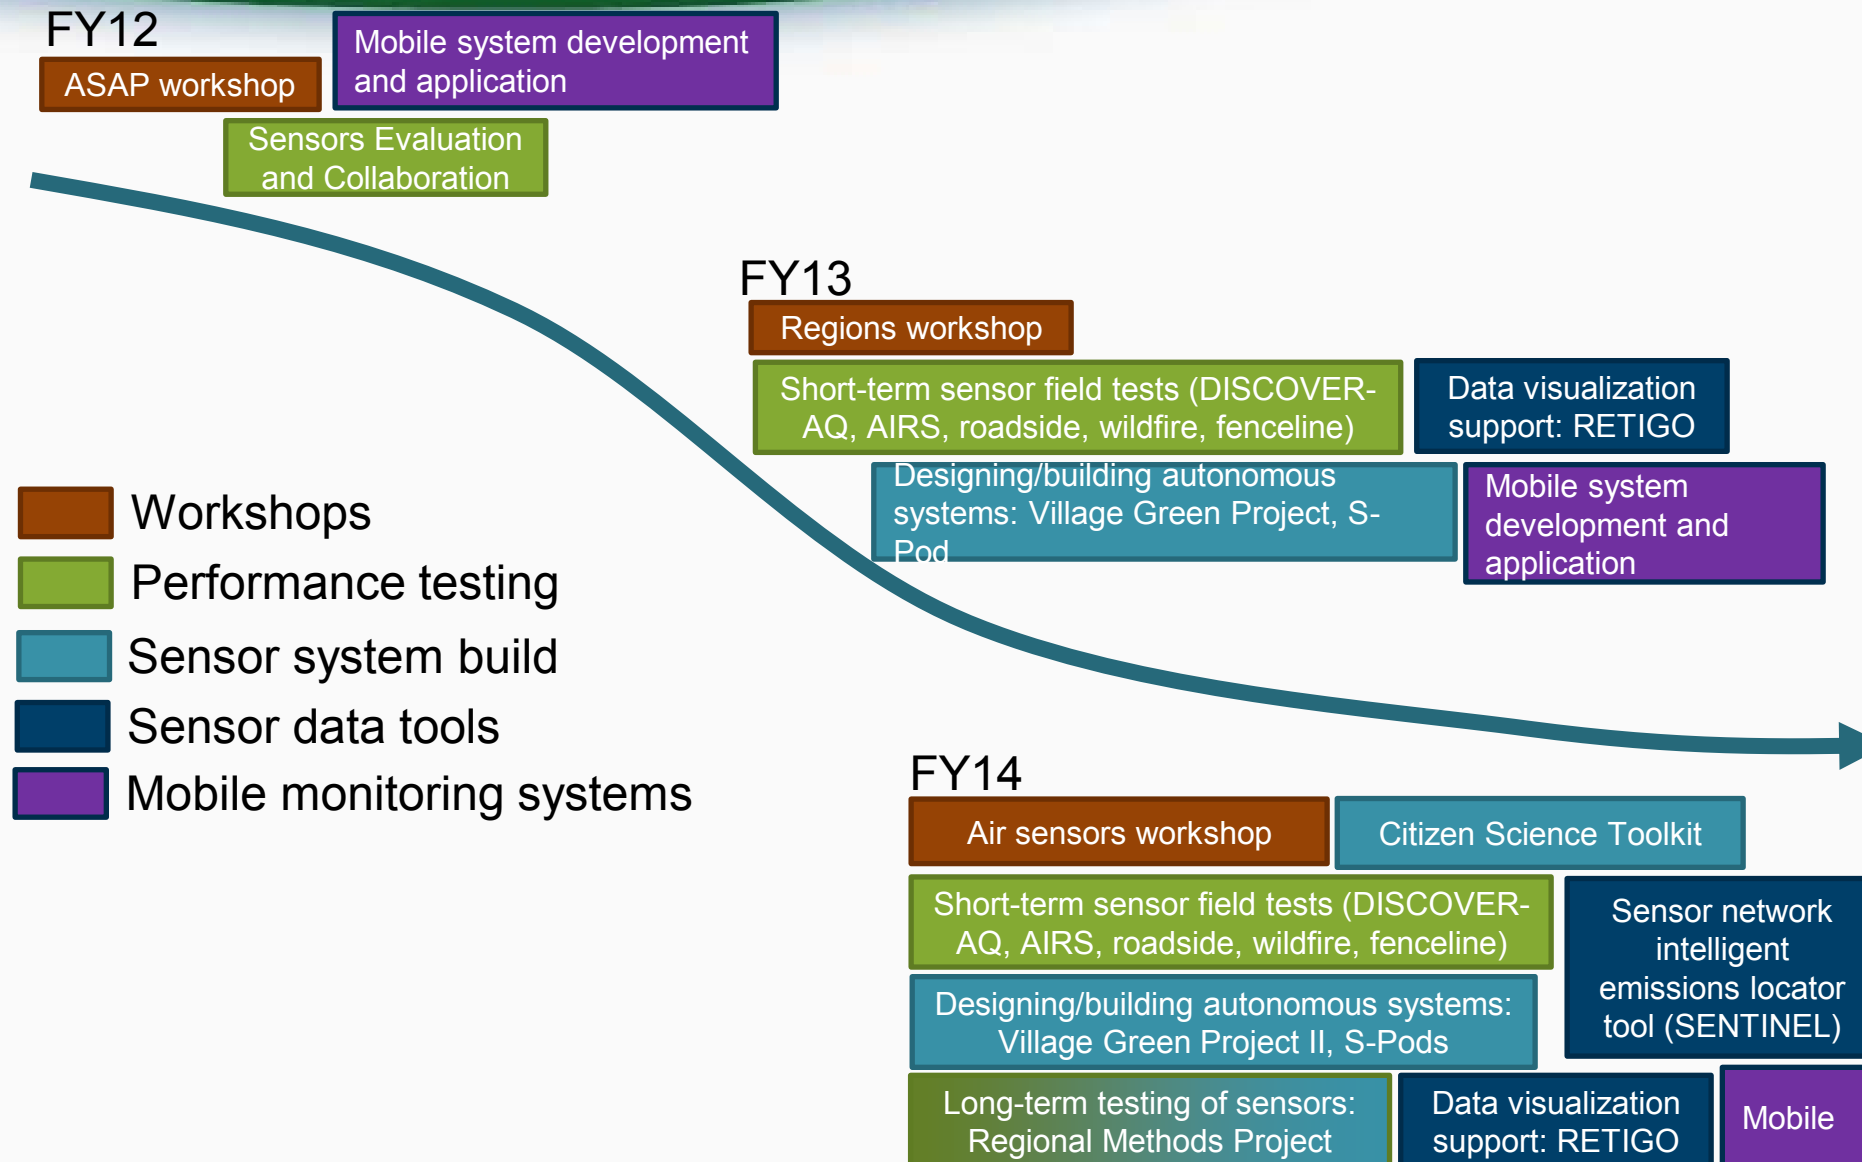 FY12
ASAP workshop
Mobile system development
and application
Sensors Evaluation
and Collaboration
FY13
Regions workshop
Short-term sensor field tests (DISCOVER-
AQ, AIRS, roadside, wildfire, fenceline)
Data visualization
support: RETIGO
Designing/building autonomous
systems: Village Green Project, S-
Pod
Mobile system
development and
application
Workshops
Performance testing
Sensor system build
Sensor data tools
Mobile monitoring systems
FY14
Air sensors workshop
Citizen Science Toolkit
Short-term sensor field tests (DISCOVER-
AQ, AIRS, roadside, wildfire, fenceline)
Sensor network
intelligent
emissions locator
tool (SENTINEL)
Designing/building autonomous systems:
Village Green Project II, S-Pods
Long-term testing of sensors:
Regional Methods Project
Data visualization
support: RETIGO
Mobile